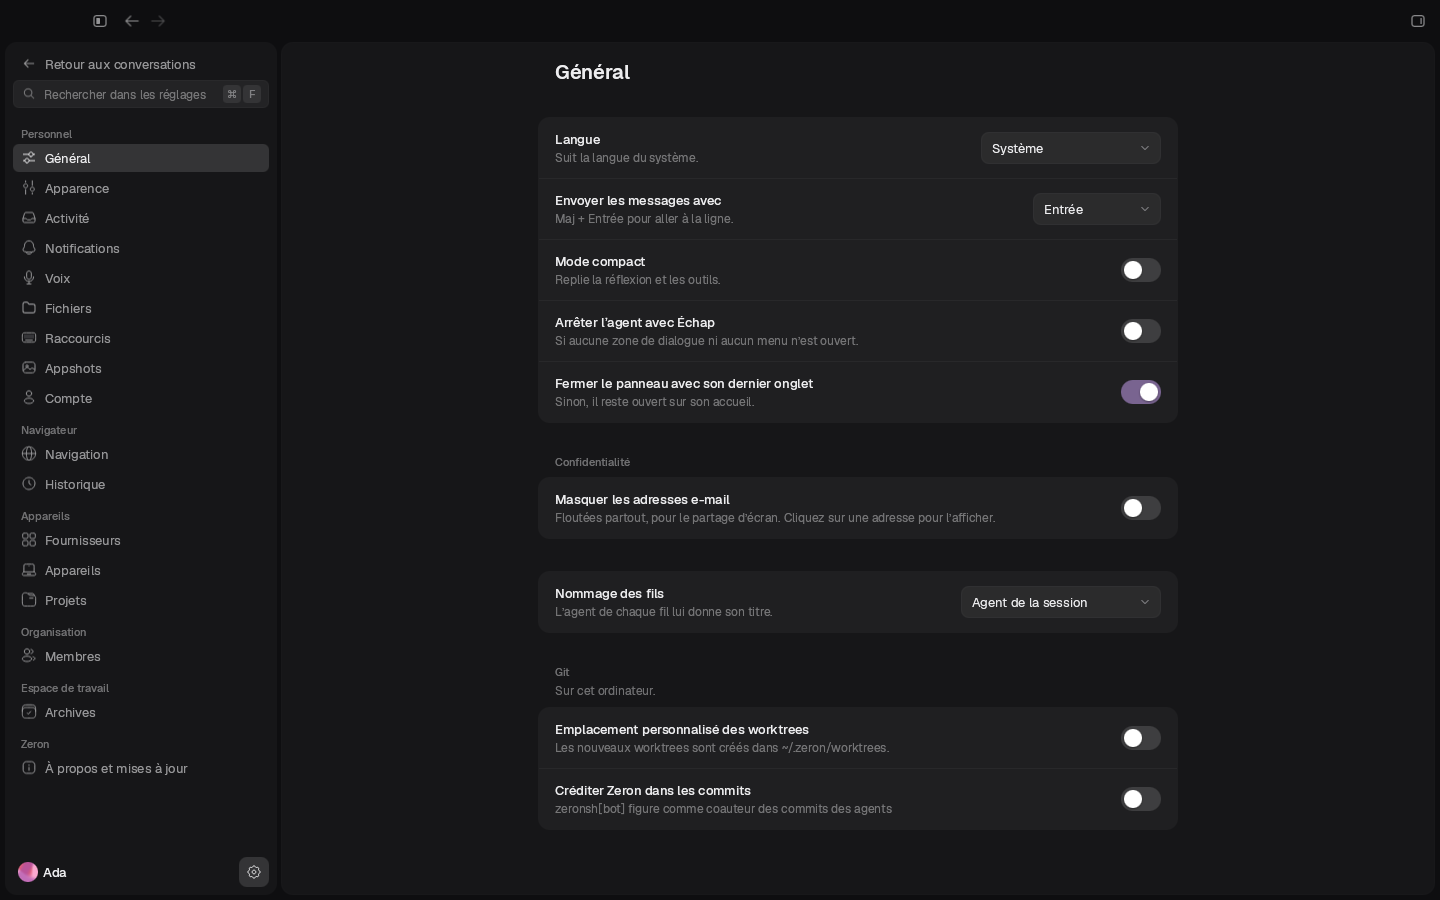 Retour aux conversations
Rechercher dans les réglages ⌘ F
Personnel
Général
Apparence
Activité
Notifications
Voix
Fichiers
Raccourcis
Appshots
Compte
Navigateur
Navigation
Historique
Appareils
Fournisseurs
Appareils
Projets
Organisation
Membres
Espace de travail
Archives
Zeron
À propos et mises à jour
Ada
Général
Langue
Suit la langue du système.
Système
Envoyer les messages avec
Maj + Entrée pour aller à la ligne.
Entrée
Mode compact
Replie la réflexion et les outils.
Arrêter l’agent avec Échap
Si aucune zone de dialogue ni aucun menu n’est ouvert.
Fermer le panneau avec son dernier onglet
Sinon, il reste ouvert sur son accueil.
Confidentialité
Masquer les adresses e-mail
Floutées partout, pour le partage d’écran. Cliquez sur une adresse pour l’afficher.
Nommage des fils
L’agent de chaque fil lui donne son titre.
Agent de la session
Git
Sur cet ordinateur.
Emplacement personnalisé des worktrees
Les nouveaux worktrees sont créés dans ~/.zeron/worktrees.
Créditer Zeron dans les commits
zeronsh[bot] figure comme coauteur des commits des agents